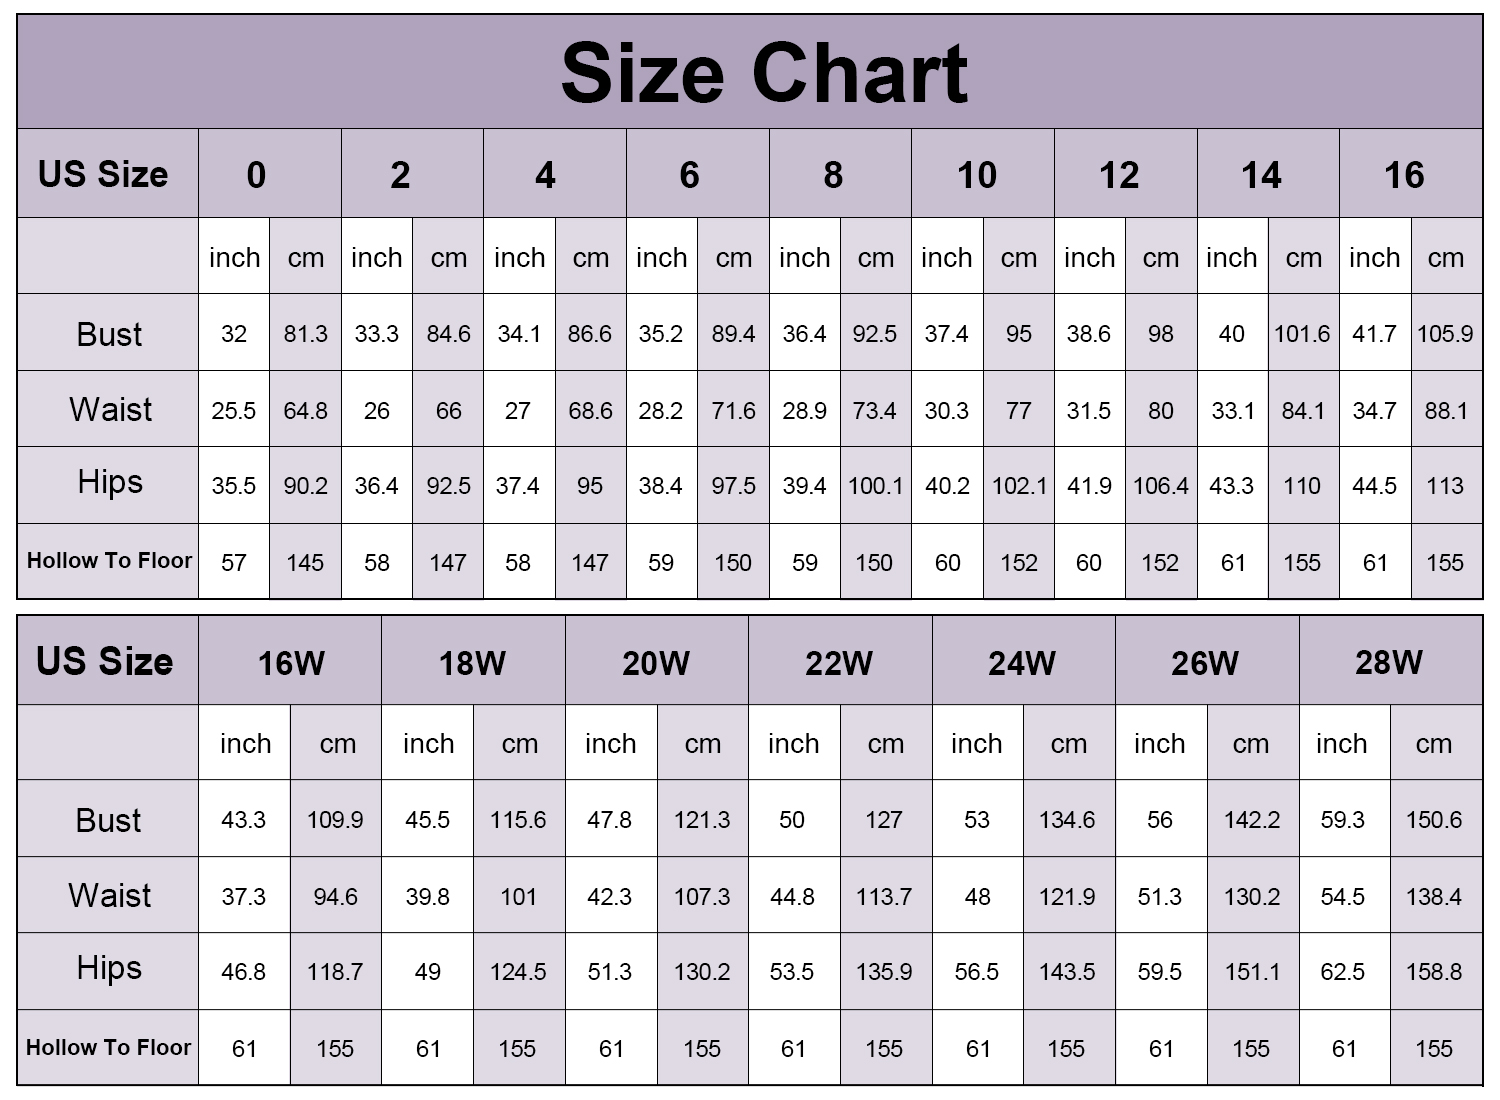 Size Chart
US Size 0 2 4 6 8 10 12 14 16
inch cm inch cm inch cm inch cm inch cm inch cm inch cm inch cm inch cm
Bust 32 81.3 33.3 84.6 34.1 86.6 35.2 89.4 36.4 92.5 37.4 95 38.6 98 40 101.6 41.7 105.9
Waist 25.5 64.8 26 66 27 68.6 28.2 71.6 28.9 73.4 30.3 77 31.5 80 33.1 84.1 34.7 88.1
Hips 35.5 90.2 36.4 92.5 37.4 95 38.4 97.5 39.4 100.1 40.2 102.1 41.9 106.4 43.3 110 44.5 113
Hollow To Floor 57 145 58 147 58 147 59 150 59 150 60 152 60 152 61 155 61 155
US Size 16W 18W 20W 22W 24W 26W 28W
inch cm inch cm inch cm inch cm inch cm inch cm inch cm
Bust 43.3 109.9 45.5 115.6 47.8 121.3 50 127 53 134.6 56 142.2 59.3 150.6
Waist 37.3 94.6 39.8 101 42.3 107.3 44.8 113.7 48 121.9 51.3 130.2 54.5 138.4
Hips 46.8 118.7 49 124.5 51.3 130.2 53.5 135.9 56.5 143.5 59.5 151.1 62.5 158.8
Hollow To Floor 61 155 61 155 61 155 61 155 61 155 61 155 61 155